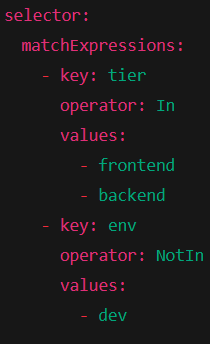 selector:
  matchExpressions:
    - key: tier
      operator: In
      values:
        - frontend
        - backend
    - key: env
      operator: NotIn
      values:
        - dev